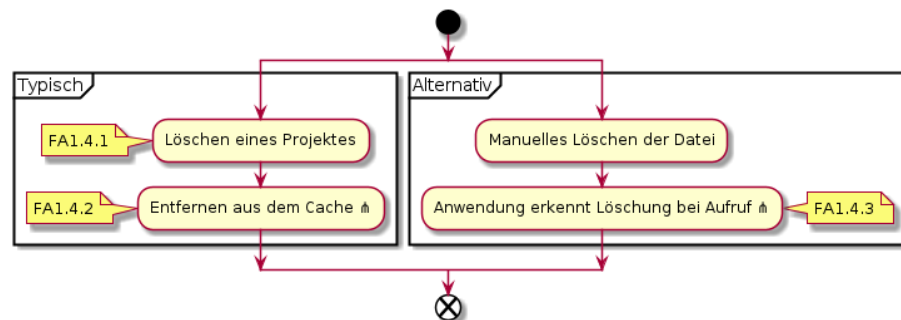 Typisch
Alternativ
FA1.4.1
Löschen eines Projektes
Manuelles Löschen der Datei
FA1.4.2
Entfernen aus dem Cache ⋔
Anwendung erkennt Löschung bei Aufruf ⋔
FA1.4.3